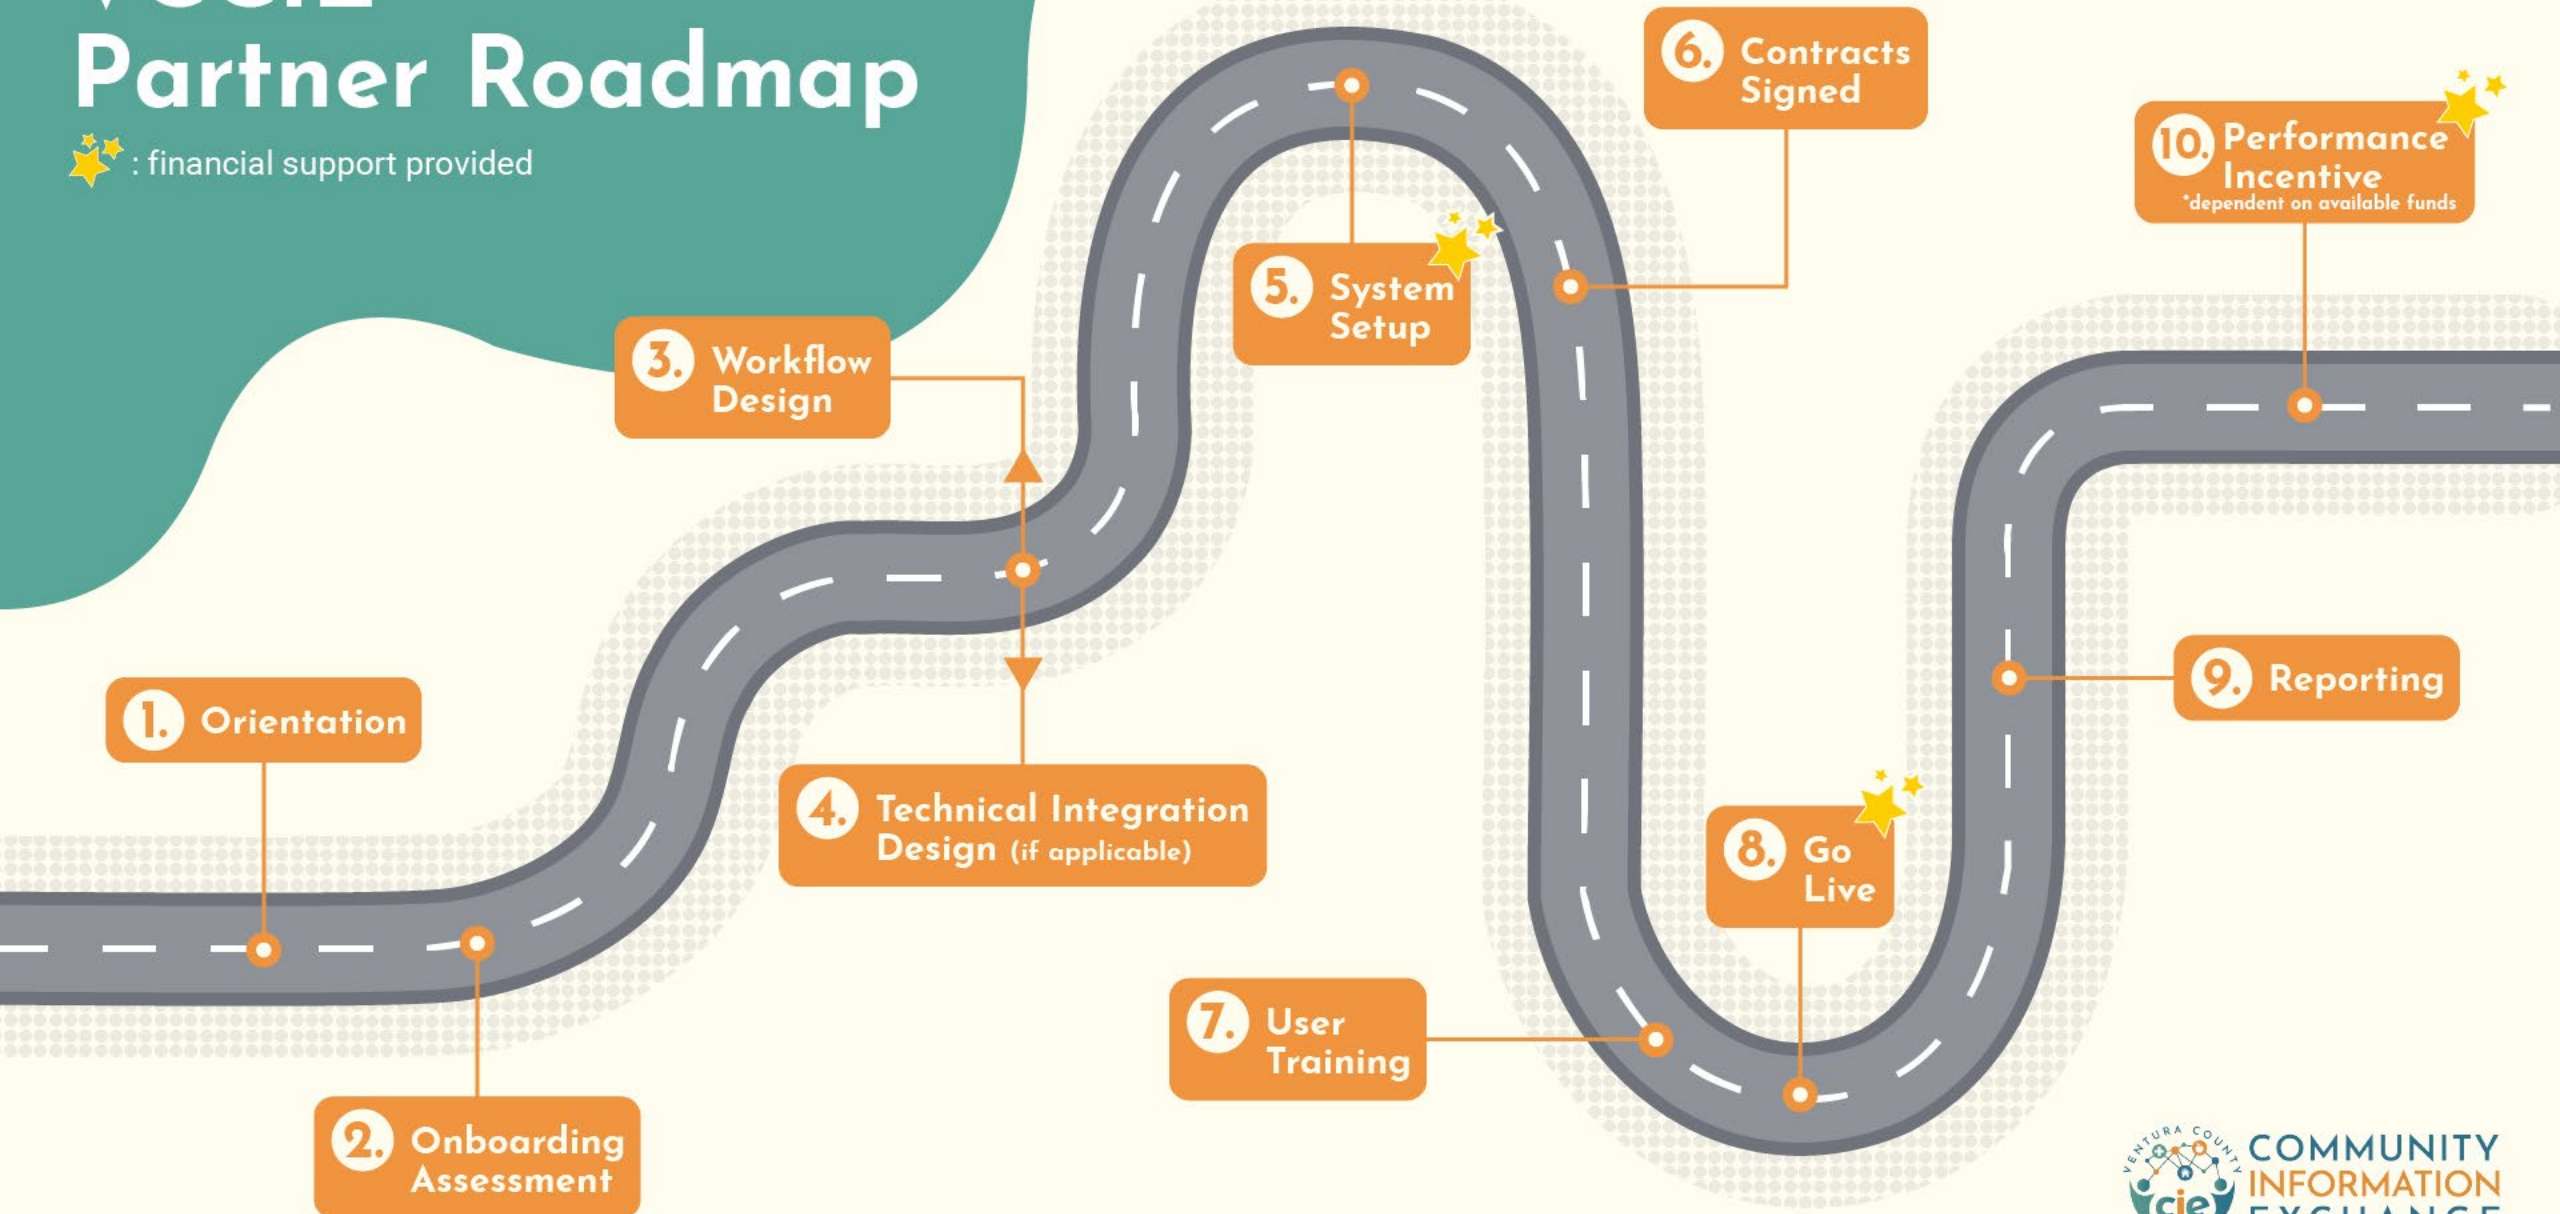 Partner Roadmap
: financial support provided
1. Orientation
2. Onboarding
Assessment
3. Workflow
Design
4. Technical Integration
Design (if applicable)
5. System
Setup
6. Contracts
Signed
7. User
Training
8. Go
Live
9. Reporting
10. Performance
Incentive
*dependent on available funds
VENTURA COUNTY
cie
COMMUNITY
INFORMATION
EXCHANGE